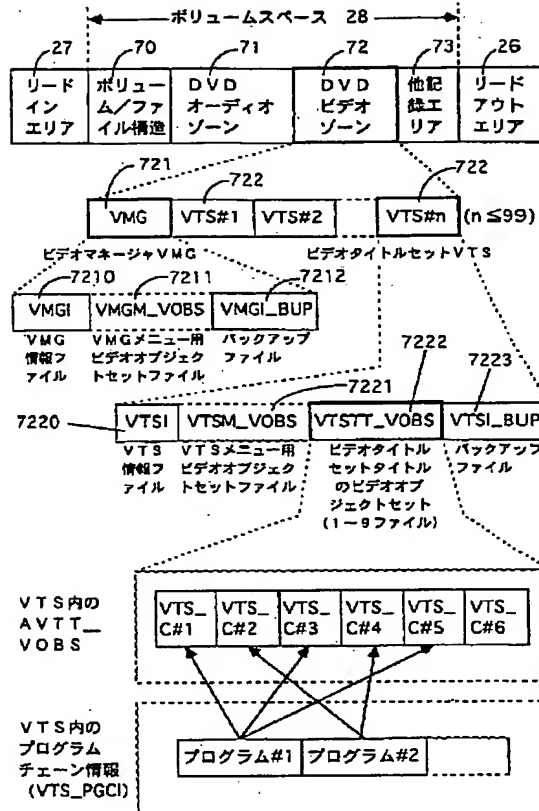 ボリュームスペース 28
27 70 71 72 73 26
リード
イン
エリア
ボリュー
ム/ファ
イル構造
DVD
オーディオ
ゾーン
DVD
ビデオ
ゾーン
他記
録エ
リア
リード
アウト
エリア
721 722 722
VMG VTS#1 VTS#2 VTS#n (n≦99)
ビデオマネージャVMG ビデオタイトルセットVTS
7210 7211 7212
VMGI VMGM_VOBS VMGI_BUP
VMG
情報フ
ァイル
VMGメニュー用
ビデオオブジェク
トセットファイル
バックアップ
ファイル
7220 7221 7222 7223
VTSI VTSM_VOBS VTSTT_VOBS VTSI_BUP
VTS
情報フ
ァイル
VTSメニュー用
ビデオオブジェク
トセットファイル
ビデオタイトル
セットタイトル
のビデオオブ
ジェクトセット
(1〜9ファイル)
バックアップ
ファイル
VTS内の
AVTT_
VOBS
VTS_
C#1
VTS_
C#2
VTS_
C#3
VTS_
C#4
VTS_
C#5
VTS_
C#6
VTS内の
プログラム
チェーン情報
(VTS_PGCI)
プログラム#1 プログラム#2